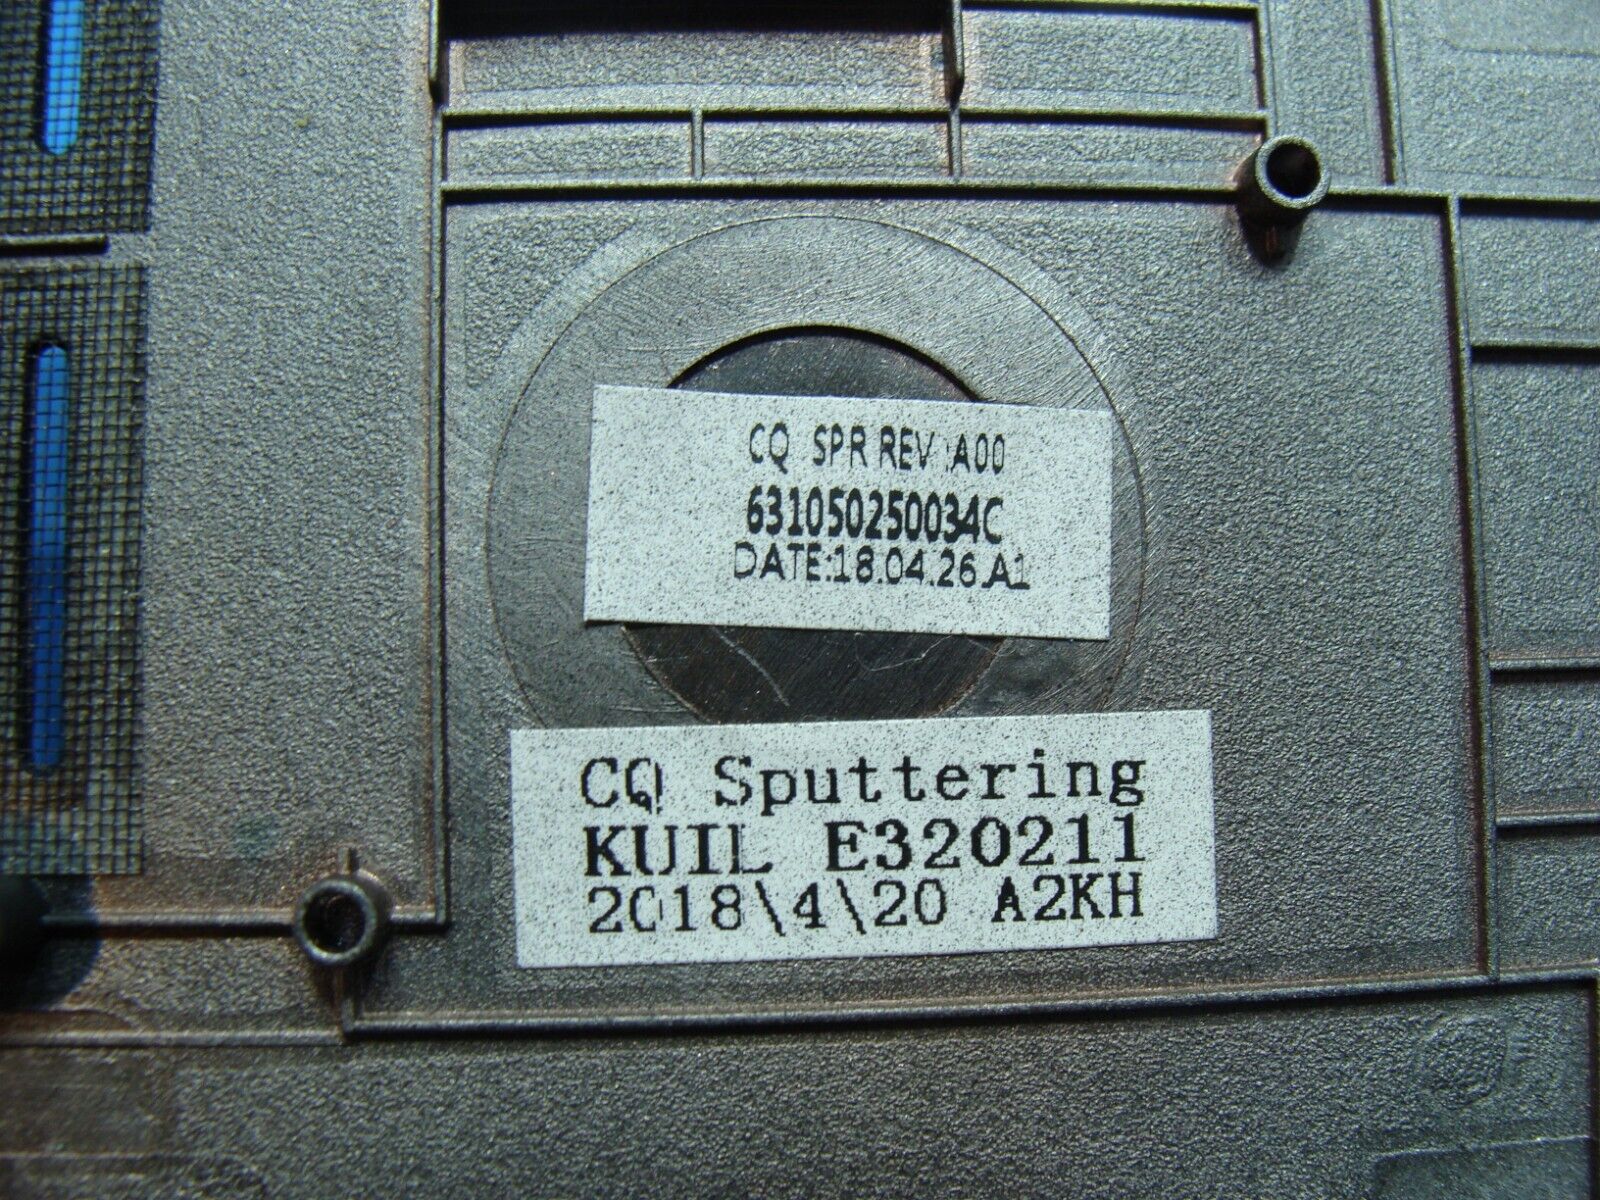 CQ SPR REV :A00
631050250034C
DATE:18.04.26.A1
CQ Sputtering
KUIL E320211
2018\4\20 A2KH